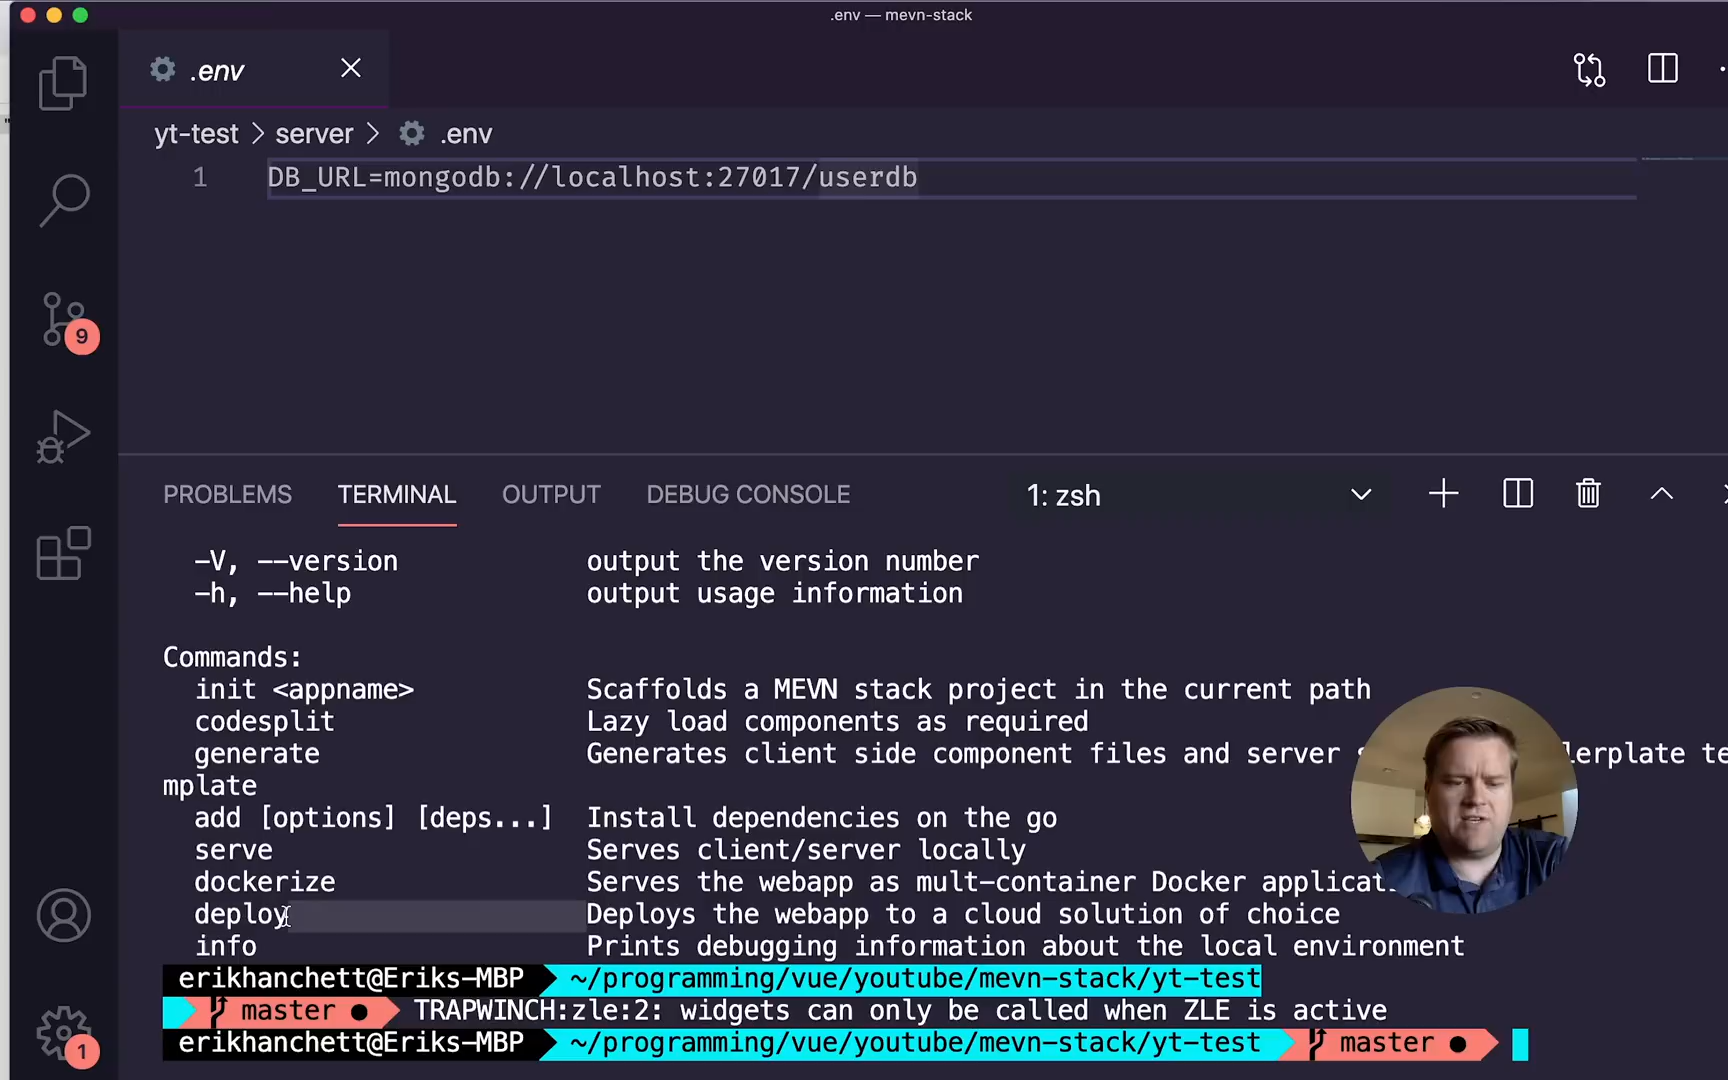 .env — mevn-stack
.env
yt-test > server > .env
1 DB_URL=mongodb://localhost:27017/userdb
9
PROBLEMS TERMINAL OUTPUT DEBUG CONSOLE 1: zsh
-V, --version output the version number
-h, --help output usage information
Commands:
init <appname> Scaffolds a MEVN stack project in the current path
codesplit Lazy load components as required
generate Generates client side component files and server lerplate te
mplate
add [options] [deps...] Install dependencies on the go
serve Serves client/server locally
dockerize Serves the webapp as mult-container Docker applicat
deploy Deploys the webapp to a cloud solution of choice
info Prints debugging information about the local environment
erikhanchett@Eriks-MBP ~/programming/vue/youtube/mevn-stack/yt-test
master ● TRAPWINCH:zle:2: widgets can only be called when ZLE is active
erikhanchett@Eriks-MBP ~/programming/vue/youtube/mevn-stack/yt-test master ●
1